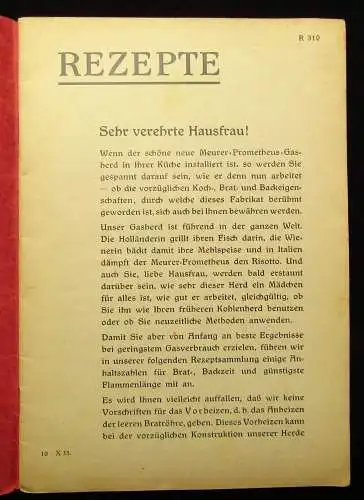 R 310
REZEPTE
Sehr verehrte Hausfrau!
Wenn der schöne neue Meurer-Prometheus-Gas-
herd in Ihrer Küche installiert ist, so werden Sie
gespannt darauf sein, wie er denn nun arbeitet
— ob die vorzüglichen Koch-, Brat- und Backeigen-
schaften, durch welche dieses Fabrikat berühmt
geworden ist, sich auch bei Ihnen bewähren werden.
Unser Gasherd ist führend in der ganzen Welt.
Die Holländerin grillt ihren Fisch darin, die Wie-
nerin bäckt damit ihre Mehlspeise und in Italien
dämpft der Meurer-Prometheus den Risotto. Und
auch Sie, liebe Hausfrau, werden bald erstaunt
darüber sein, wie sehr dieser Herd ein Mädchen
für alles ist, wie gut er arbeitet, gleichgültig, ob
Sie ihn wie Ihren früheren Kohlenherd benutzen
oder ob Sie neuzeitliche Methoden anwenden.
Damit Sie aber von Anfang an beste Ergebnisse
bei geringstem Gasverbrauch erzielen, führen wir
in unserer folgenden Rezeptsammlung einige An-
haltszahlen für Brat-, Backzeit und günstigste
Flammenlänge mit an.
Es wird Ihnen vielleicht auffallen, daß wir keine
Vorschriften für das Vorheizen, d. h. das Anheizen
der leeren Bratröhre, geben. Dieses Vorheizen kann
bei der vorzüglichen Konstruktion unserer Herde
10 X 33.